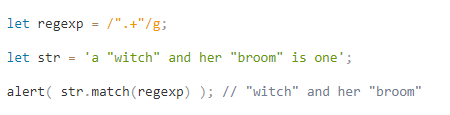 let regexp = /".+"/g;
let str = 'a "witch" and her "broom" is one';
alert( str.match(regexp) ); // "witch" and her "broom"